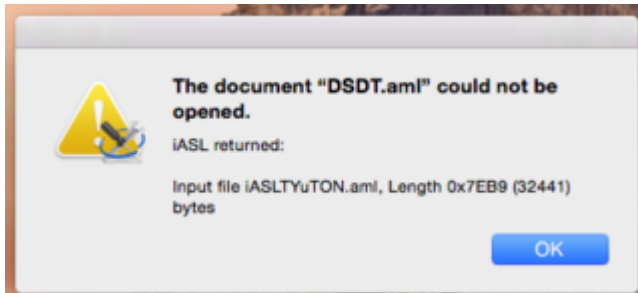 The document “DSDT.aml” could not be
opened.
iASL returned:
Input file iASLTYuTON.aml, Length 0x7EB9 (32441)
bytes
OK